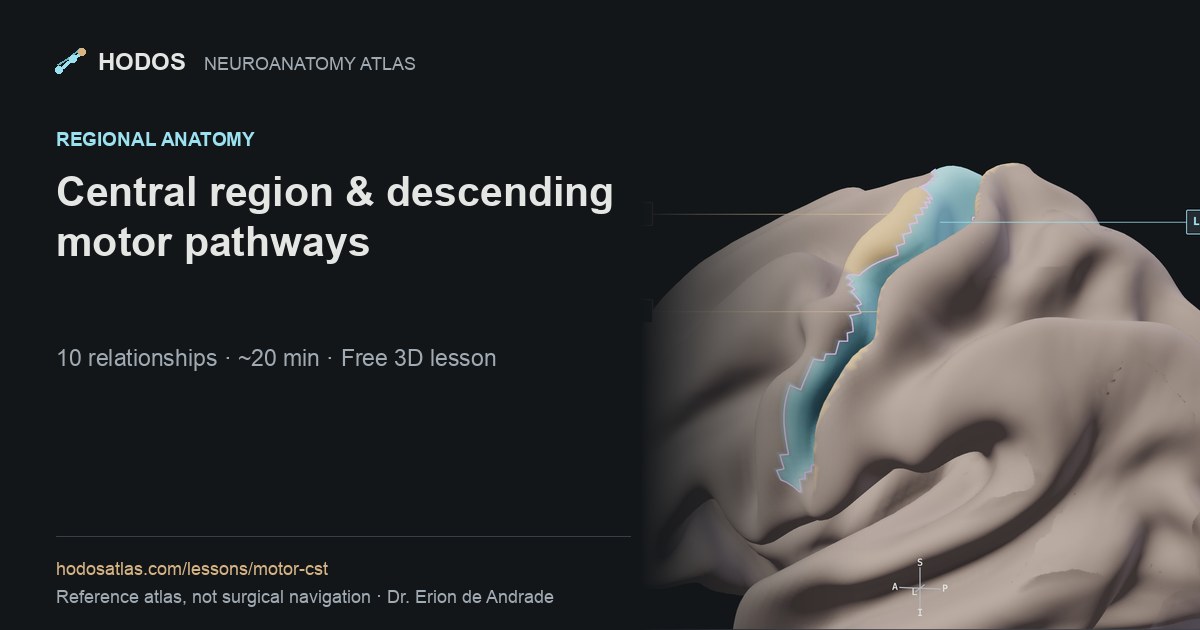 HODOS NEUROANATOMY ATLAS
REGIONAL ANATOMY
Central region & descending
motor pathways
10 relationships · ~20 min · Free 3D lesson
hodosatlas.com/lessons/motor-cst
Reference atlas, not surgical navigation · Dr. Erion de Andrade
L
S
A
L
P
I